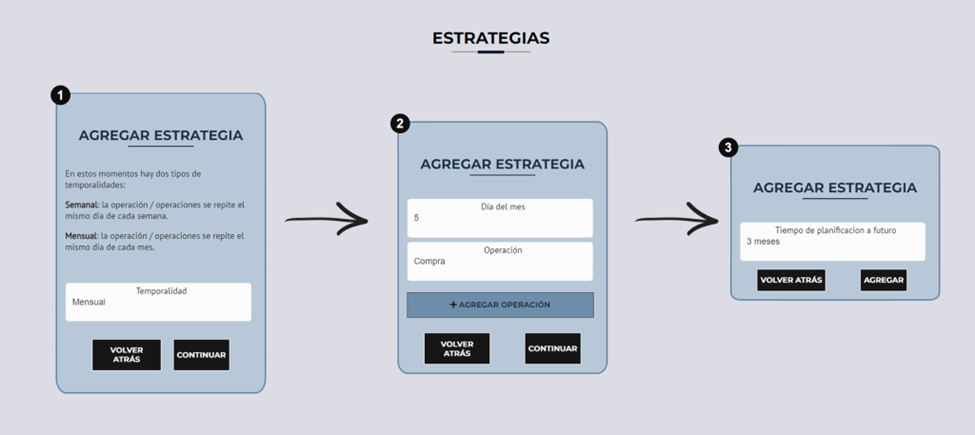 ESTRATEGIAS
1
AGREGAR ESTRATEGIA
En estos momentos hay dos tipos de
temporalidades:
Semanal: la operación / operaciones se repite el
mismo día de cada semana.
Mensual: la operación / operaciones se repite el
mismo día de cada mes.
Temporalidad
Mensual
VOLVER
ATRÁS
CONTINUAR
2
AGREGAR ESTRATEGIA
Día del mes
5
Operación
Compra
+ AGREGAR OPERACIÓN
VOLVER
ATRÁS
CONTINUAR
3
AGREGAR ESTRATEGIA
Tiempo de planificacion a futuro
3 meses
VOLVER ATRÁS
AGREGAR